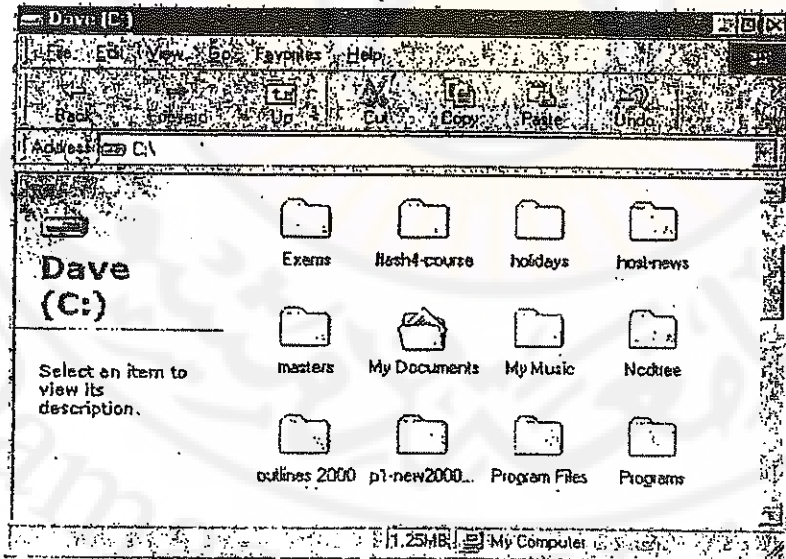 Dave (C:)
File Edit View Go Favorites Help
Back Forward Up Cut Copy Paste Undo
Address C:\
Dave
(C:)
Select an item to
view its
description.
Exams flash4-course holidays host-news
masters My Documents My Music
outlines 2000 p1-new2000... Program Files Programs
1.25MB My Computer